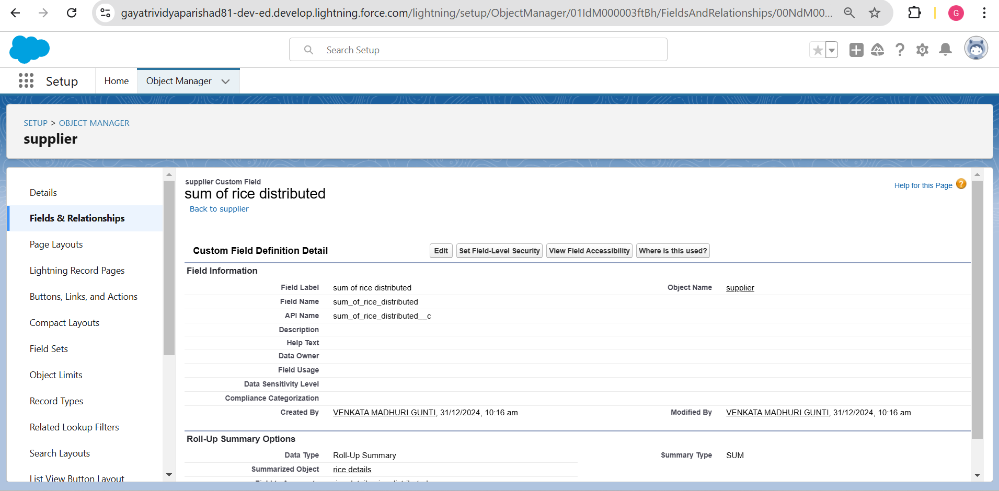 gayatrividyaparishad81-dev-ed.develop.lightning.force.com/lightning/setup/ObjectManager/01IdM000003ftBh/FieldsAndRelationships/00NdM00...
G
Search Setup
Setup
Home
Object Manager
SETUP > OBJECT MANAGER
supplier
Details
Fields & Relationships
Page Layouts
Lightning Record Pages
Buttons, Links, and Actions
Compact Layouts
Field Sets
Object Limits
Record Types
Related Lookup Filters
Search Layouts
List View Button Layout
supplier Custom Field
sum of rice distributed
Back to supplier
Help for this Page ?
Custom Field Definition Detail
Edit
Set Field-Level Security
View Field Accessibility
Where is this used?
Field Information
Field Label sum of rice distributed Object Name supplier
Field Name sum_of_rice_distributed
API Name sum_of_rice_distributed__c
Description
Help Text
Data Owner
Field Usage
Data Sensitivity Level
Compliance Categorization
Created By VENKATA MADHURI GUNTI, 31/12/2024, 10:16 am Modified By VENKATA MADHURI GUNTI, 31/12/2024, 10:16 am
Roll-Up Summary Options
Data Type Roll-Up Summary Summary Type SUM
Summarized Object rice details